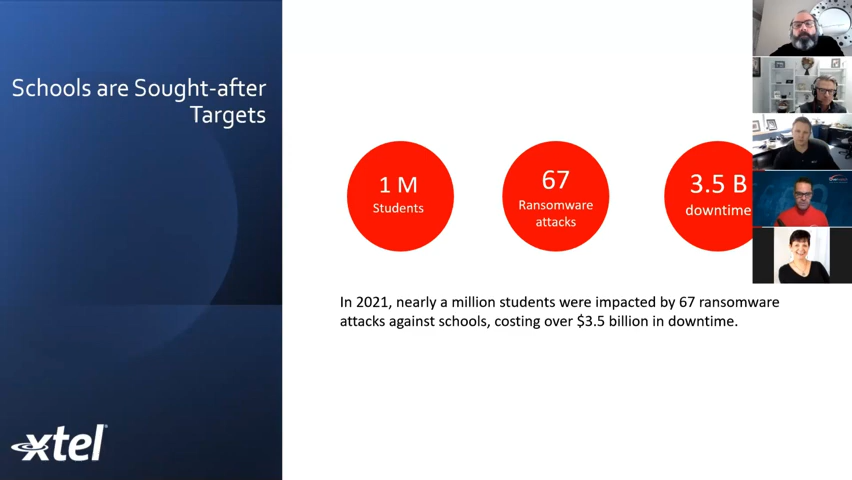 Schools are Sought-after
Targets
1 M
Students
67
Ransomware
attacks
3.5 B
downtime
In 2021, nearly a million students were impacted by 67 ransomware
attacks against schools, costing over $3.5 billion in downtime.
xtel